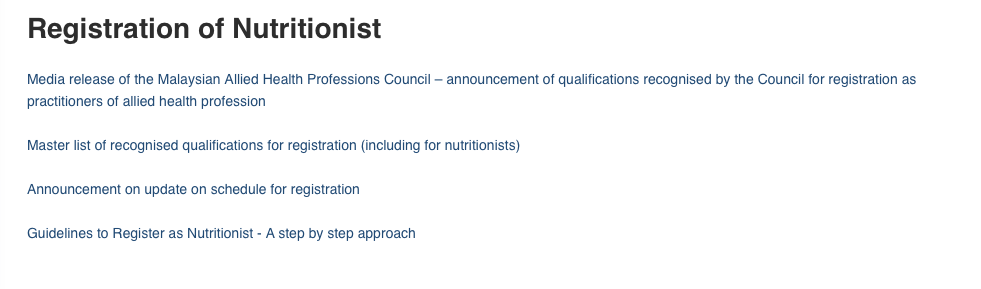 Registration of Nutritionist
Media release of the Malaysian Allied Health Professions Council – announcement of qualifications recognised by the Council for registration as
practitioners of allied health profession
Master list of recognised qualifications for registration (including for nutritionists)
Announcement on update on schedule for registration
Guidelines to Register as Nutritionist - A step by step approach